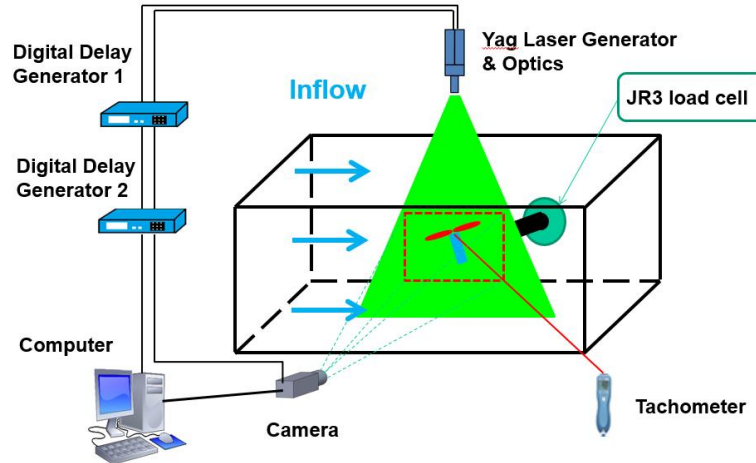 Yag Laser Generator
& Optics
Digital Delay
Generator 1
Inflow
JR3 load cell
Digital Delay
Generator 2
Computer
Camera
Tachometer